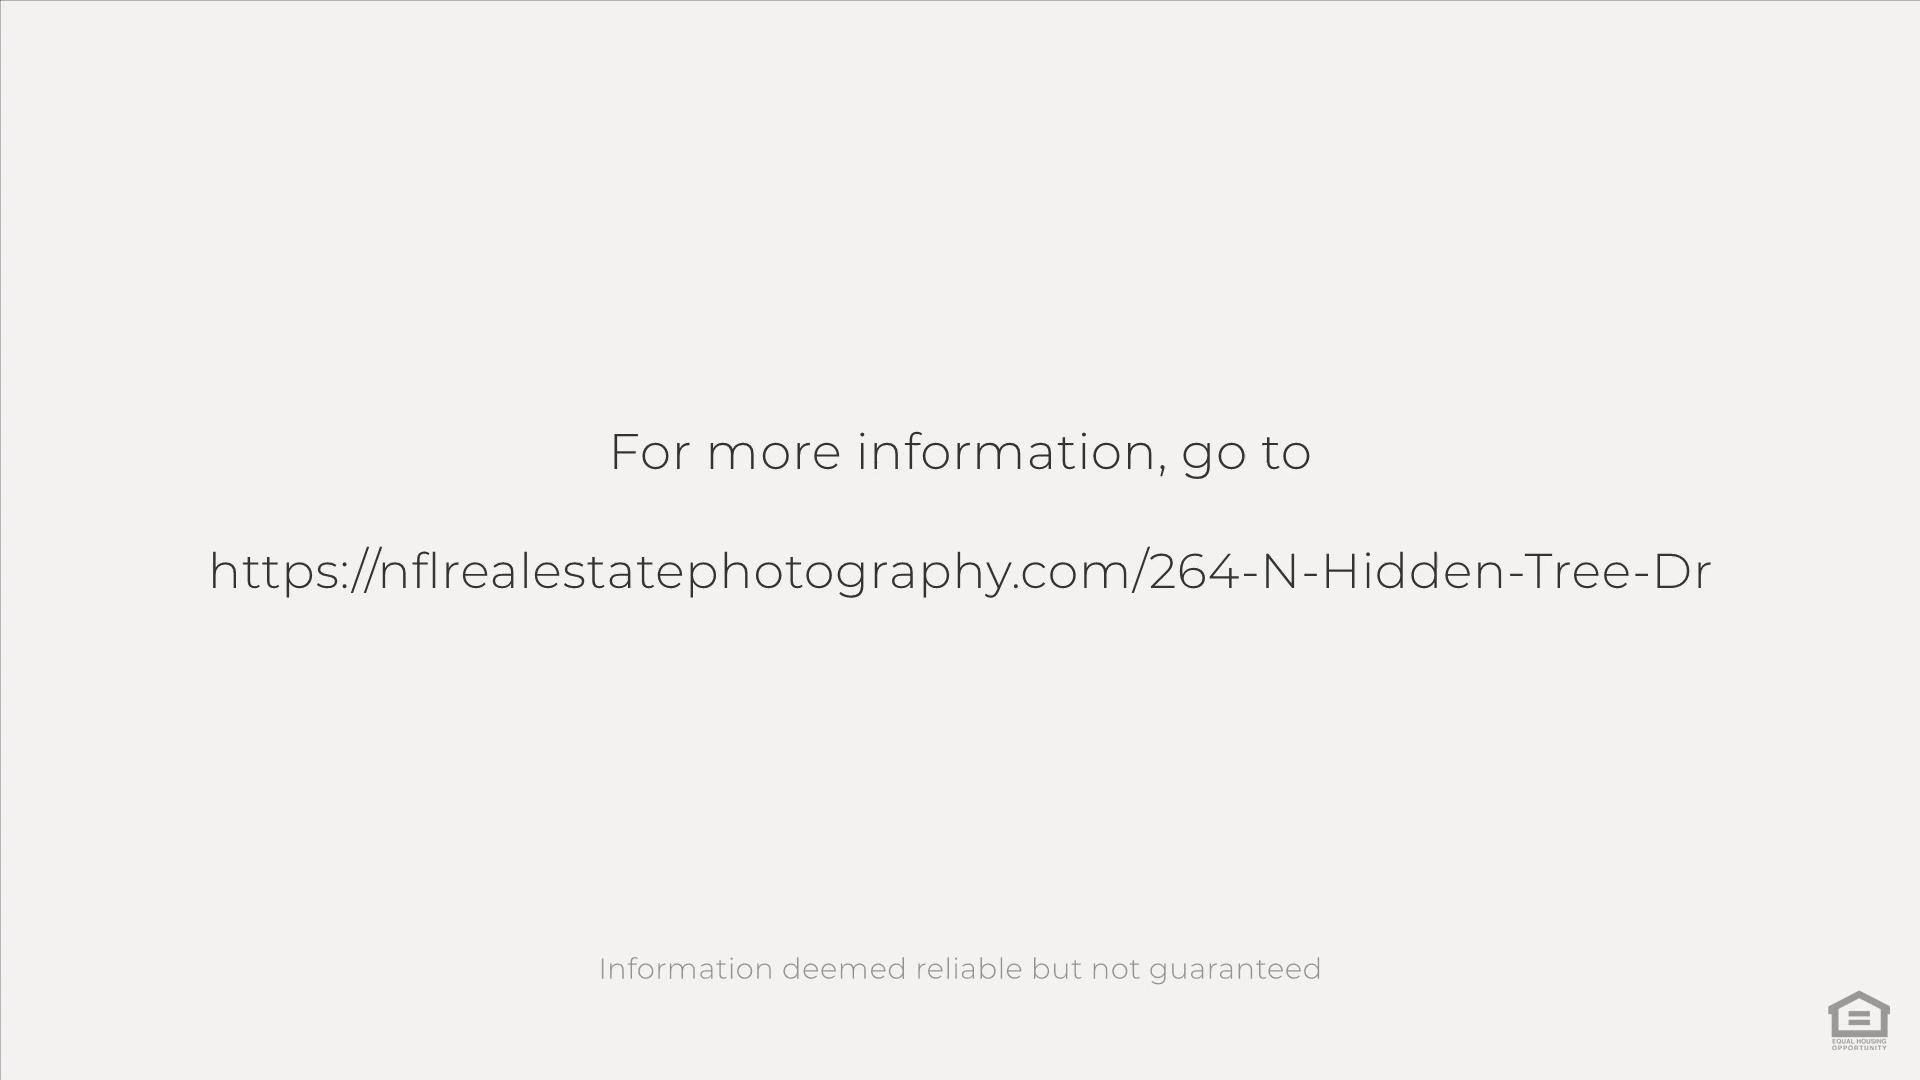 For more information, go to
https://nflrealestatephotography.com/264-N-Hidden-Tree-Dr
Information deemed reliable but not guaranteed
EQUAL HOUSING
OPPORTUNITY